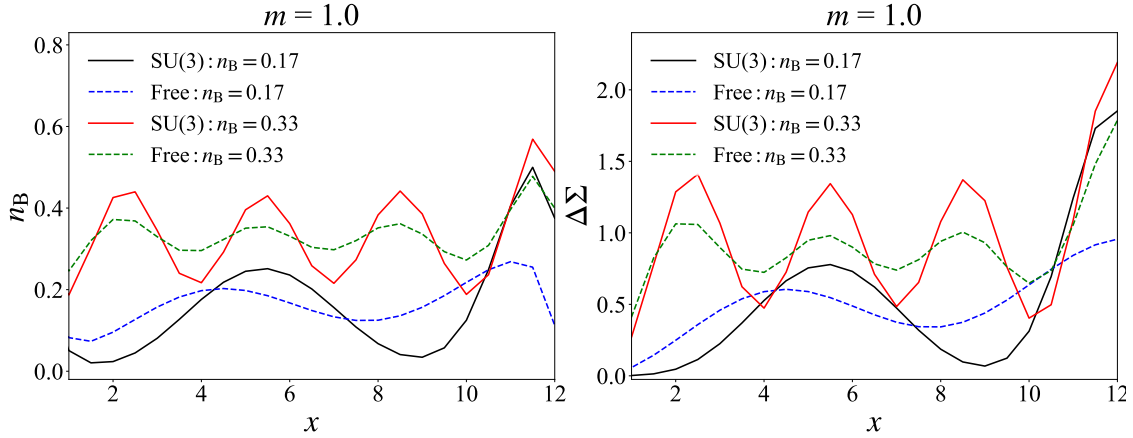 m = 1.0
0.8
0.6
0.4
0.2
0.0
n_B
SU(3) : n_B = 0.17
Free : n_B = 0.17
SU(3) : n_B = 0.33
Free : n_B = 0.33
2 4 6 8 10 12
x
m = 1.0
2.0
1.5
1.0
0.5
0.0
ΔΣ
SU(3) : n_B = 0.17
Free : n_B = 0.17
SU(3) : n_B = 0.33
Free : n_B = 0.33
2 4 6 8 10 12
x